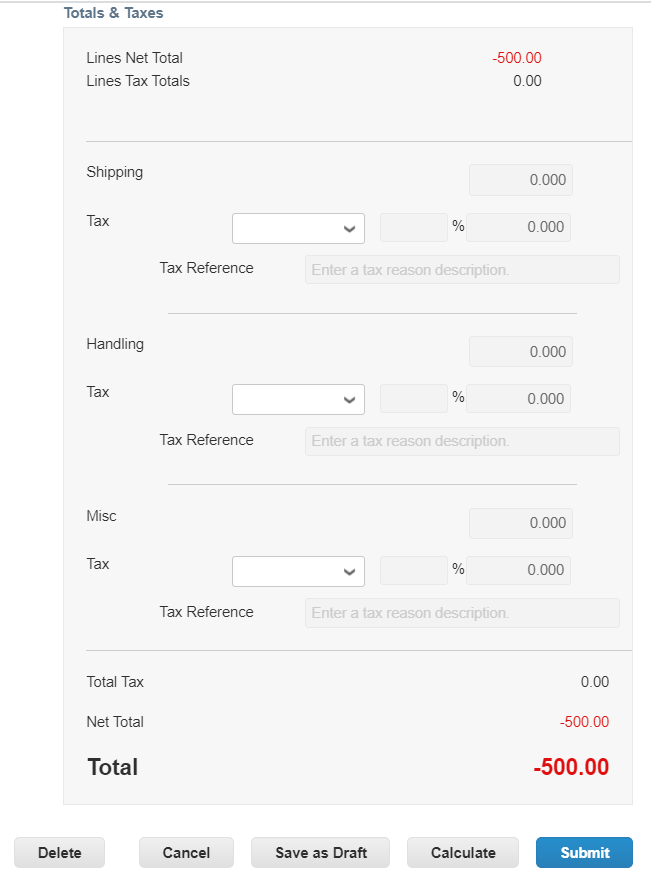 Totals & Taxes
Lines Net Total -500.00
Lines Tax Totals 0.00
Shipping 0.000
Tax % 0.000
Tax Reference Enter a tax reason description.
Handling 0.000
Tax % 0.000
Tax Reference Enter a tax reason description.
Misc 0.000
Tax % 0.000
Tax Reference Enter a tax reason description.
Total Tax 0.00
Net Total -500.00
Total -500.00
Delete Cancel Save as Draft Calculate Submit